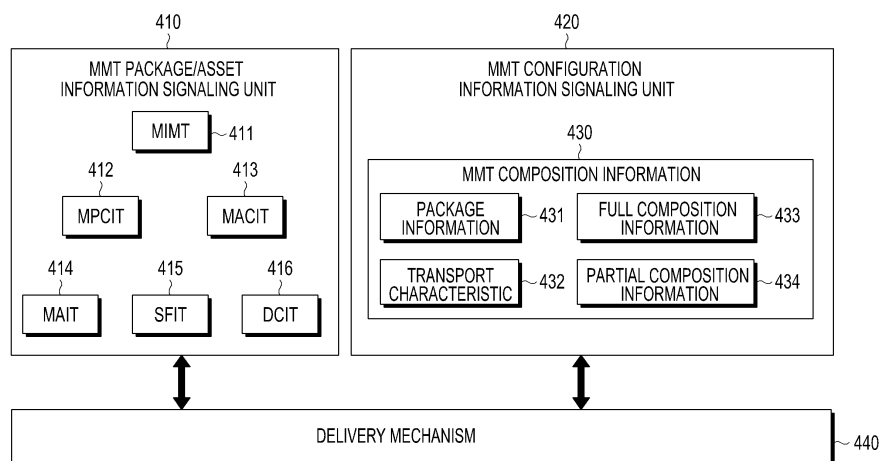 410
MMT PACKAGE/ASSET
INFORMATION SIGNALING UNIT
MIMT
411
412
MPCIT
413
MACIT
414
MAIT
415
SFIT
416
DCIT
420
MMT CONFIGURATION
INFORMATION SIGNALING UNIT
430
MMT COMPOSITION INFORMATION
PACKAGE
INFORMATION
431
FULL COMPOSITION
INFORMATION
433
TRANSPORT
CHARACTERISTIC
432
PARTIAL COMPOSITION
INFORMATION
434
DELIVERY MECHANISM
440